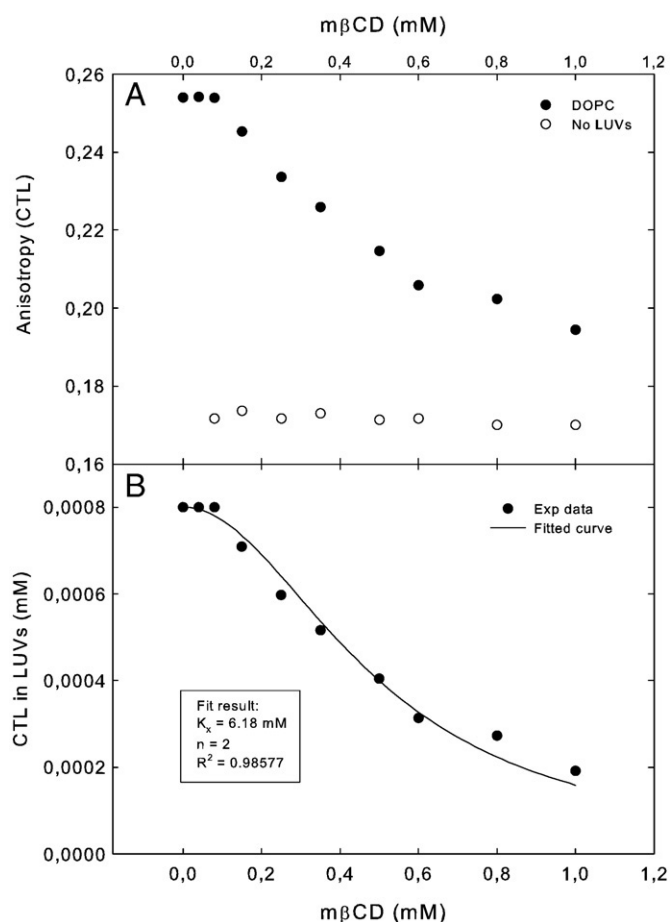 mβCD (mM)
0,0 0,2 0,4 0,6 0,8 1,0 1,2
A
DOPC
No LUVs
Anisotropy (CTL)
0,26
0,24
0,22
0,20
0,18
0,16
B
Exp data
Fitted curve
CTL in LUVs (mM)
0,0008
0,0006
0,0004
0,0002
0,0000
Fit result:
Kₓ = 6.18 mM
n = 2
R² = 0.98577
0,0 0,2 0,4 0,6 0,8 1,0 1,2
mβCD (mM)